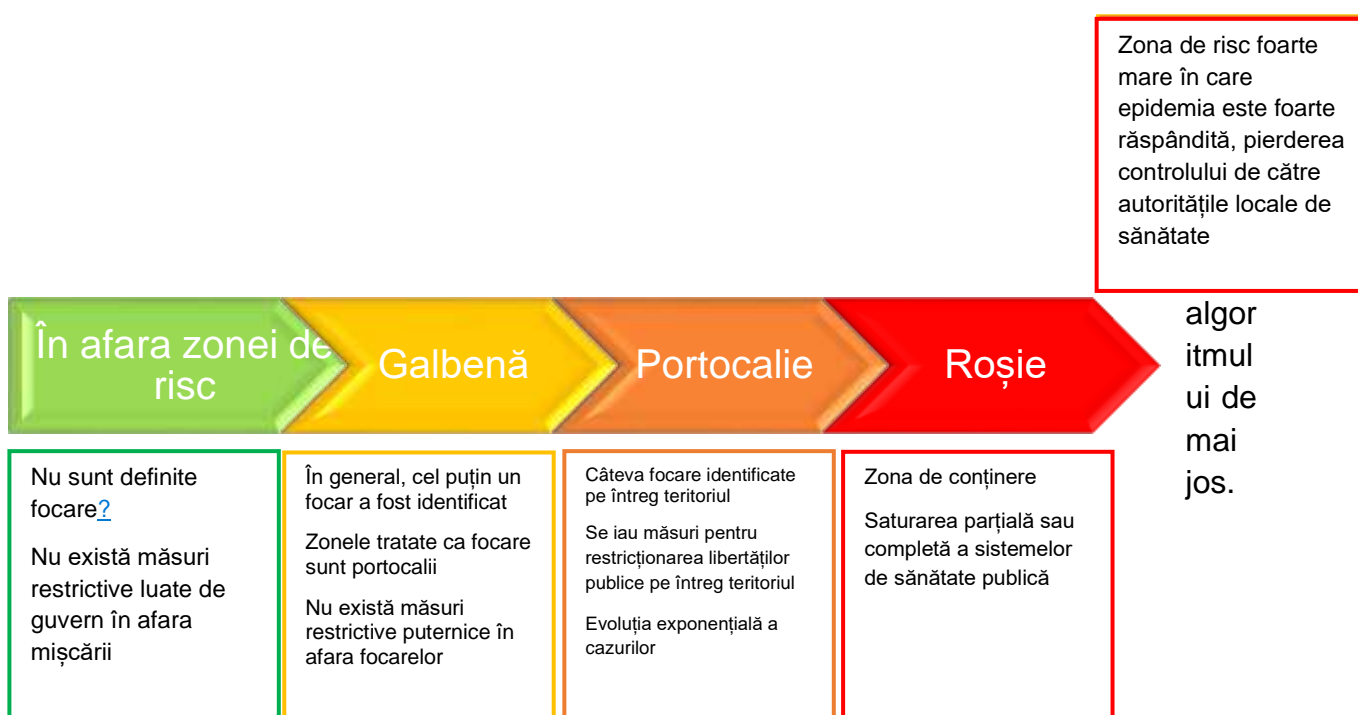 Zona de risc foarte
mare în care
epidemia este foarte
răspândită, pierderea
controlului de către
autoritățile locale de
sănătate
În afara zonei de
risc
Galbenă
Portocalie
Roșie
algor
itmul
ui de
mai
jos.
Nu sunt definite
focare?
Nu există măsuri
restrictive luate de
guvern în afara
mișcării
În general, cel puțin un
focar a fost identificat
Zonele tratate ca focare
sunt portocalii
Nu există măsuri
restrictive puternice în
afara focarelor
Câteva focare identificate
pe întreg teritoriul
Se iau măsuri pentru
restricționarea libertăților
publice pe întreg teritoriul
Evoluția exponențială a
cazurilor
Zona de conținere
Saturarea parțială sau
completă a sistemelor
de sănătate publică